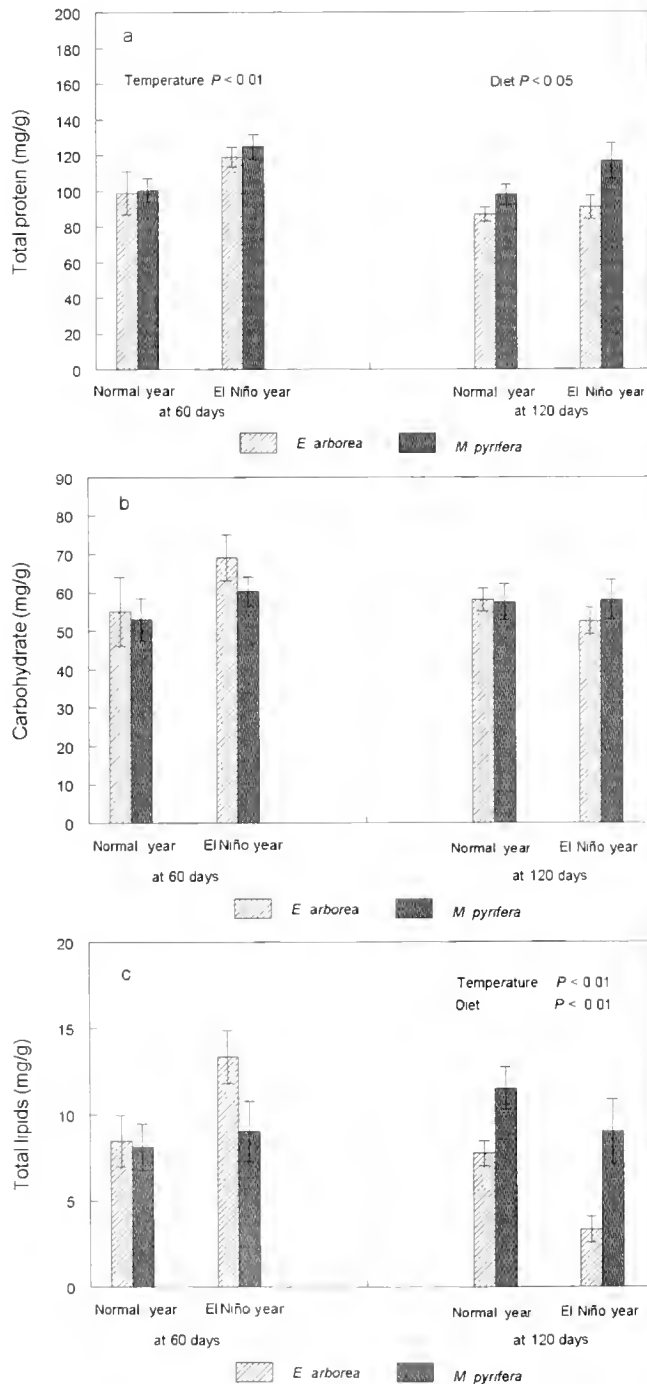 a
Temperature P < 0 01
Diet P < 0 05
Total protein (mg/g)
200
180
160
140
120
100
80
60
40
20
0
Normal year
El Niño year
Normal year
El Niño year
at 60 days
at 120 days
E arborea
M pyrifera
b
Carbohydrate (mg/g)
90
80
70
60
50
40
30
20
10
0
Normal year
El Niño year
Normal year
El Niño year
at 60 days
at 120 days
E arborea
M pyrifera
c
Temperature P < 0 01
Diet P < 0 01
Total lipids (mg/g)
20
15
10
5
0
Normal year
El Niño year
Normal year
El Niño year
at 60 days
at 120 days
E arborea
M pyrifera